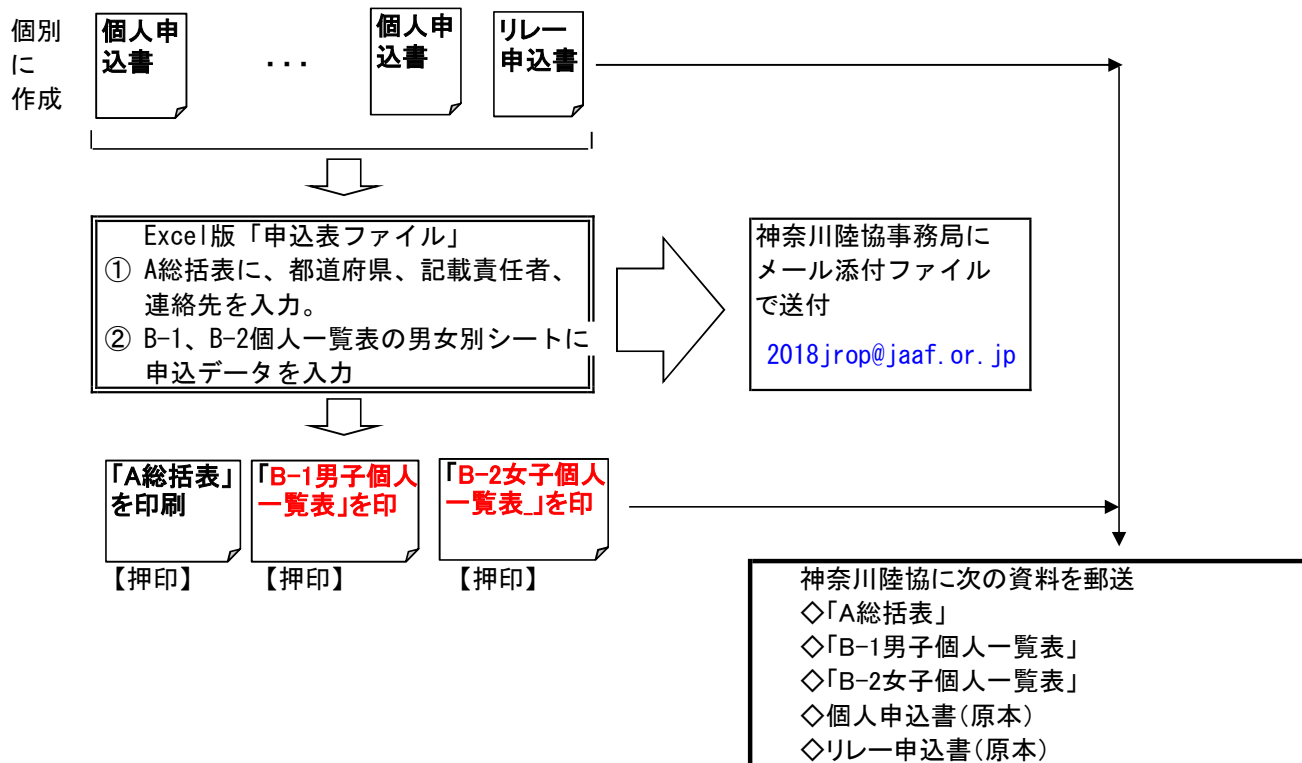 個別
に
作成
個人申
込書
・・・
個人申
込書
リレー
申込書
Excel版「申込表ファイル」
① A総括表に、都道府県、記載責任者、
連絡先を入力。
② B-1、B-2個人一覧表の男女別シートに
申込データを入力
神奈川陸協事務局に
メール添付ファイル
で送付
2018jrop@jaaf.or.jp
「A総括表」
を印刷
「B-1男子個人
一覧表」を印
「B-2女子個人
一覧表_」を印
【押印】
【押印】
【押印】
神奈川陸協に次の資料を郵送
◇「A総括表」
◇「B-1男子個人一覧表」
◇「B-2女子個人一覧表」
◇個人申込書(原本)
◇リレー申込書(原本)